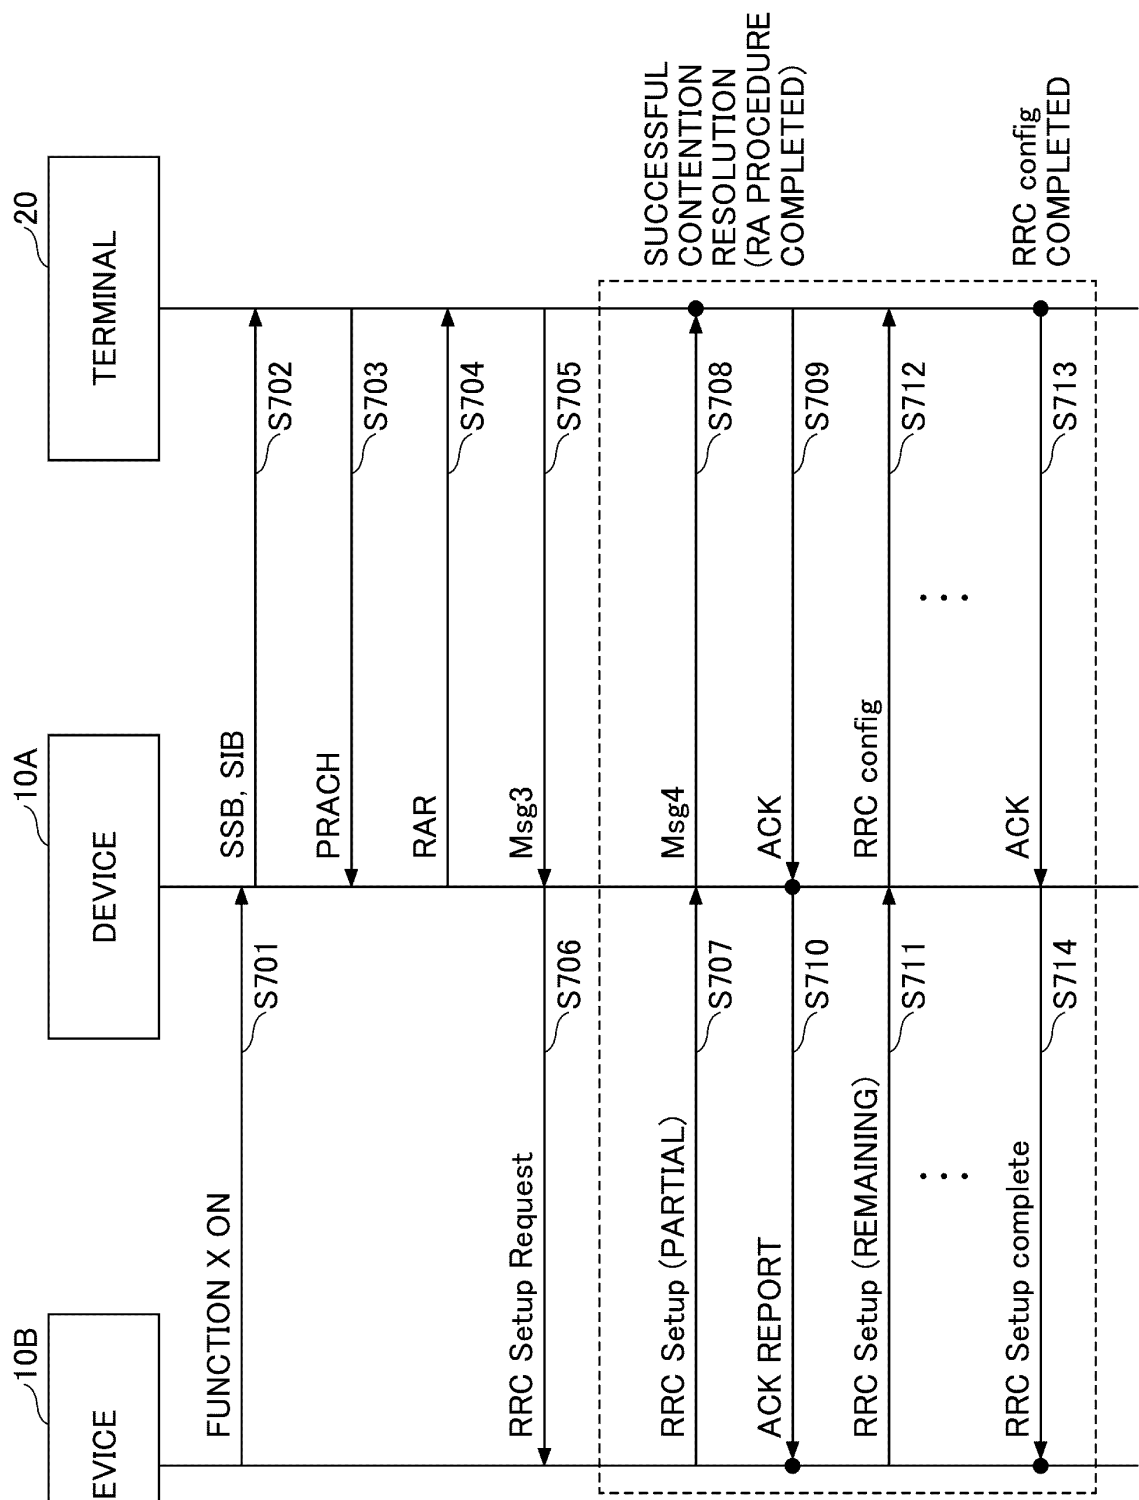 10B
EVICE
10A
DEVICE
20
TERMINAL
FUNCTION X ON
S701
SSB, SIB
S702
PRACH
S703
RAR
S704
Msg3
S705
RRC Setup Request
S706
RRC Setup (PARTIAL)
S707
Msg4
S708
SUCCESSFUL
CONTENTION
RESOLUTION
(RA PROCEDURE
COMPLETED)
ACK
S709
ACK REPORT
S710
RRC Setup (REMAINING)
S711
RRC config
S712
. . .
. . .
ACK
S713
RRC config
COMPLETED
RRC Setup complete
S714